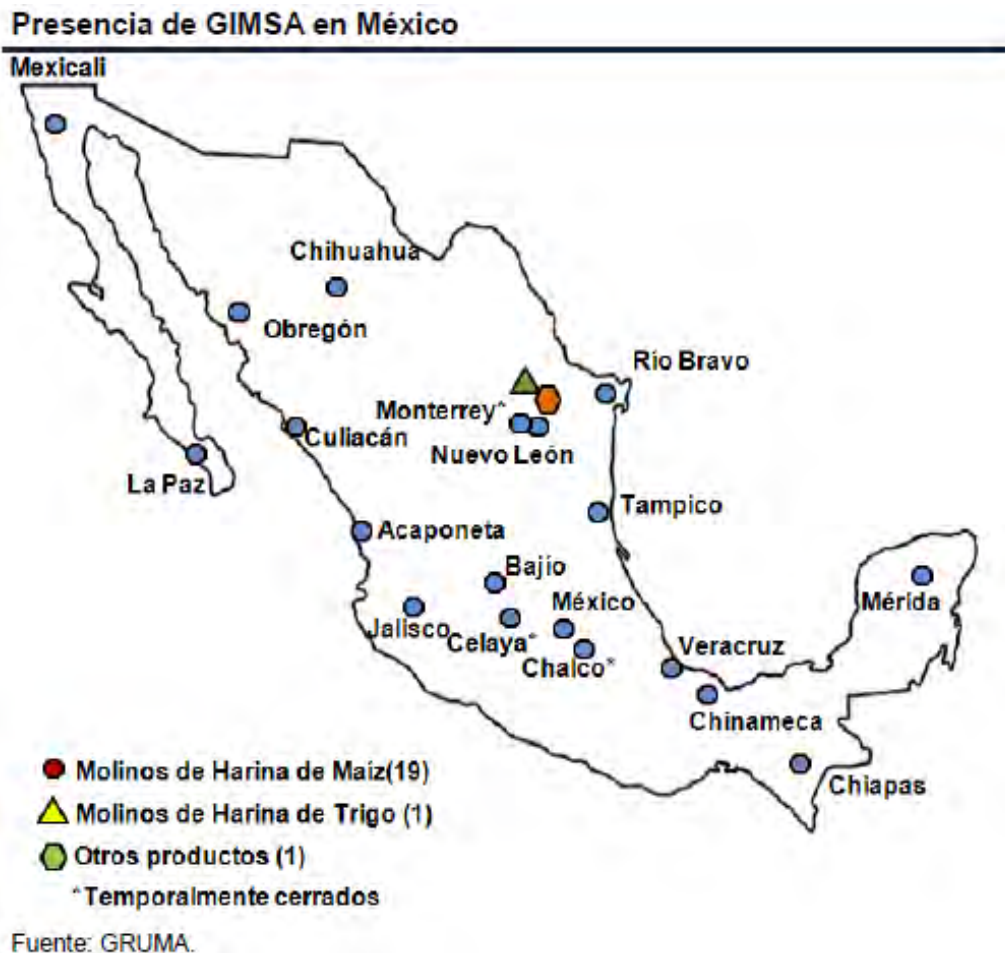 Presencia de GIMSA en México
Mexicali
Chihuahua
Obregón
Río Bravo
Monterrey^
Culiacán
Nuevo León
La Paz
Tampico
Acaponeta
Bajío
México
Mérida
Jalisco
Celaya^
Chalco*
Veracruz
Chinameca
Chiapas
Molinos de Harina de Maíz(19)
Molinos de Harina de Trigo (1)
Otros productos (1)
^Temporalmente cerrados
Fuente: GRUMA.